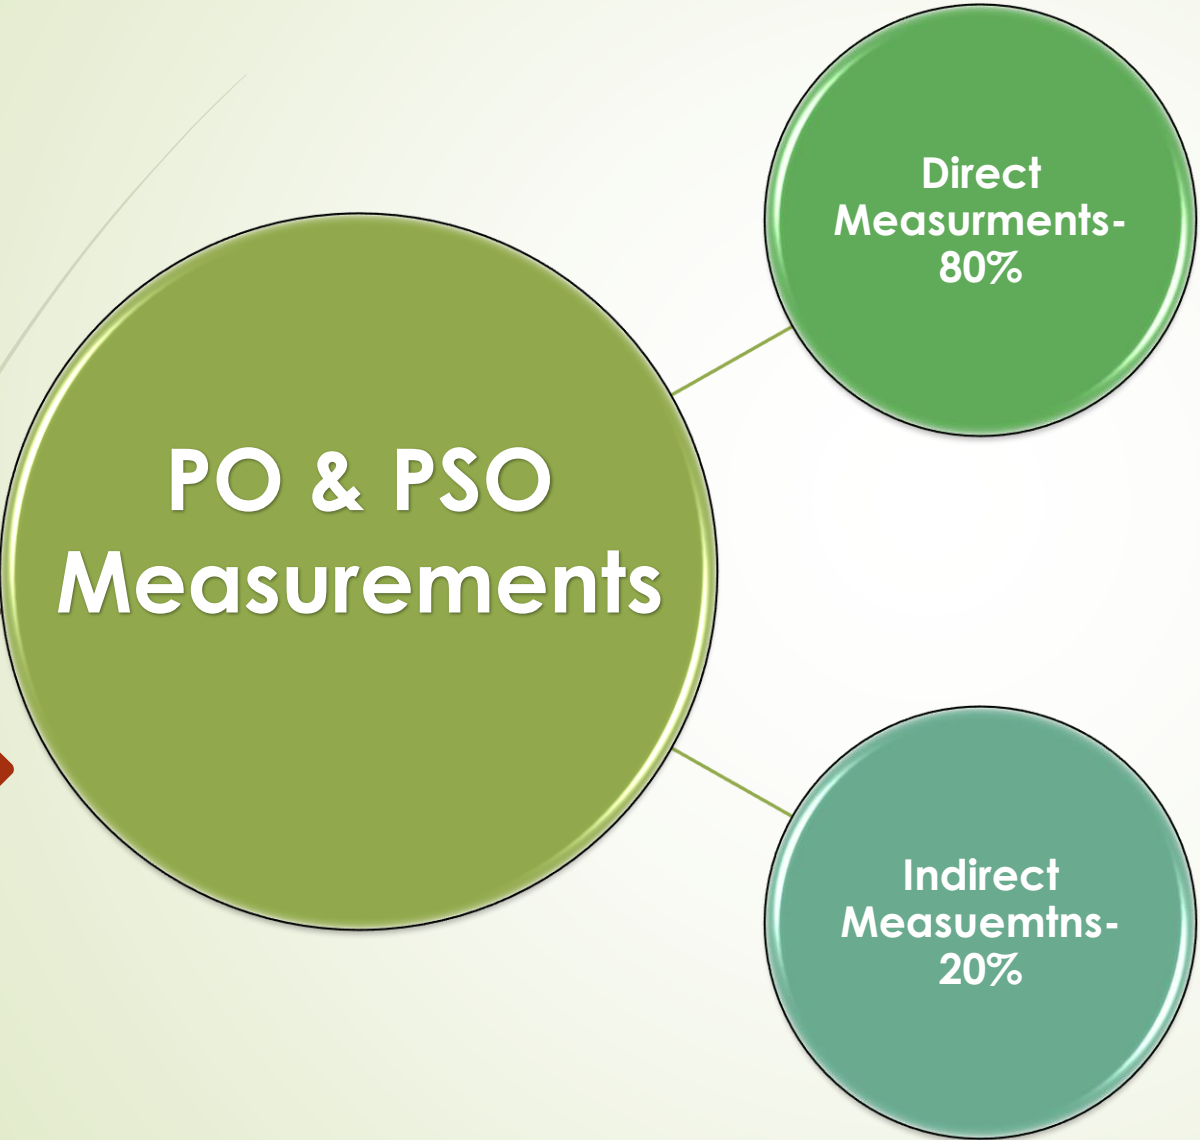 PO & PSO
Measurements
Direct
Measurments-
80%
Indirect
Measuemtns-
20%